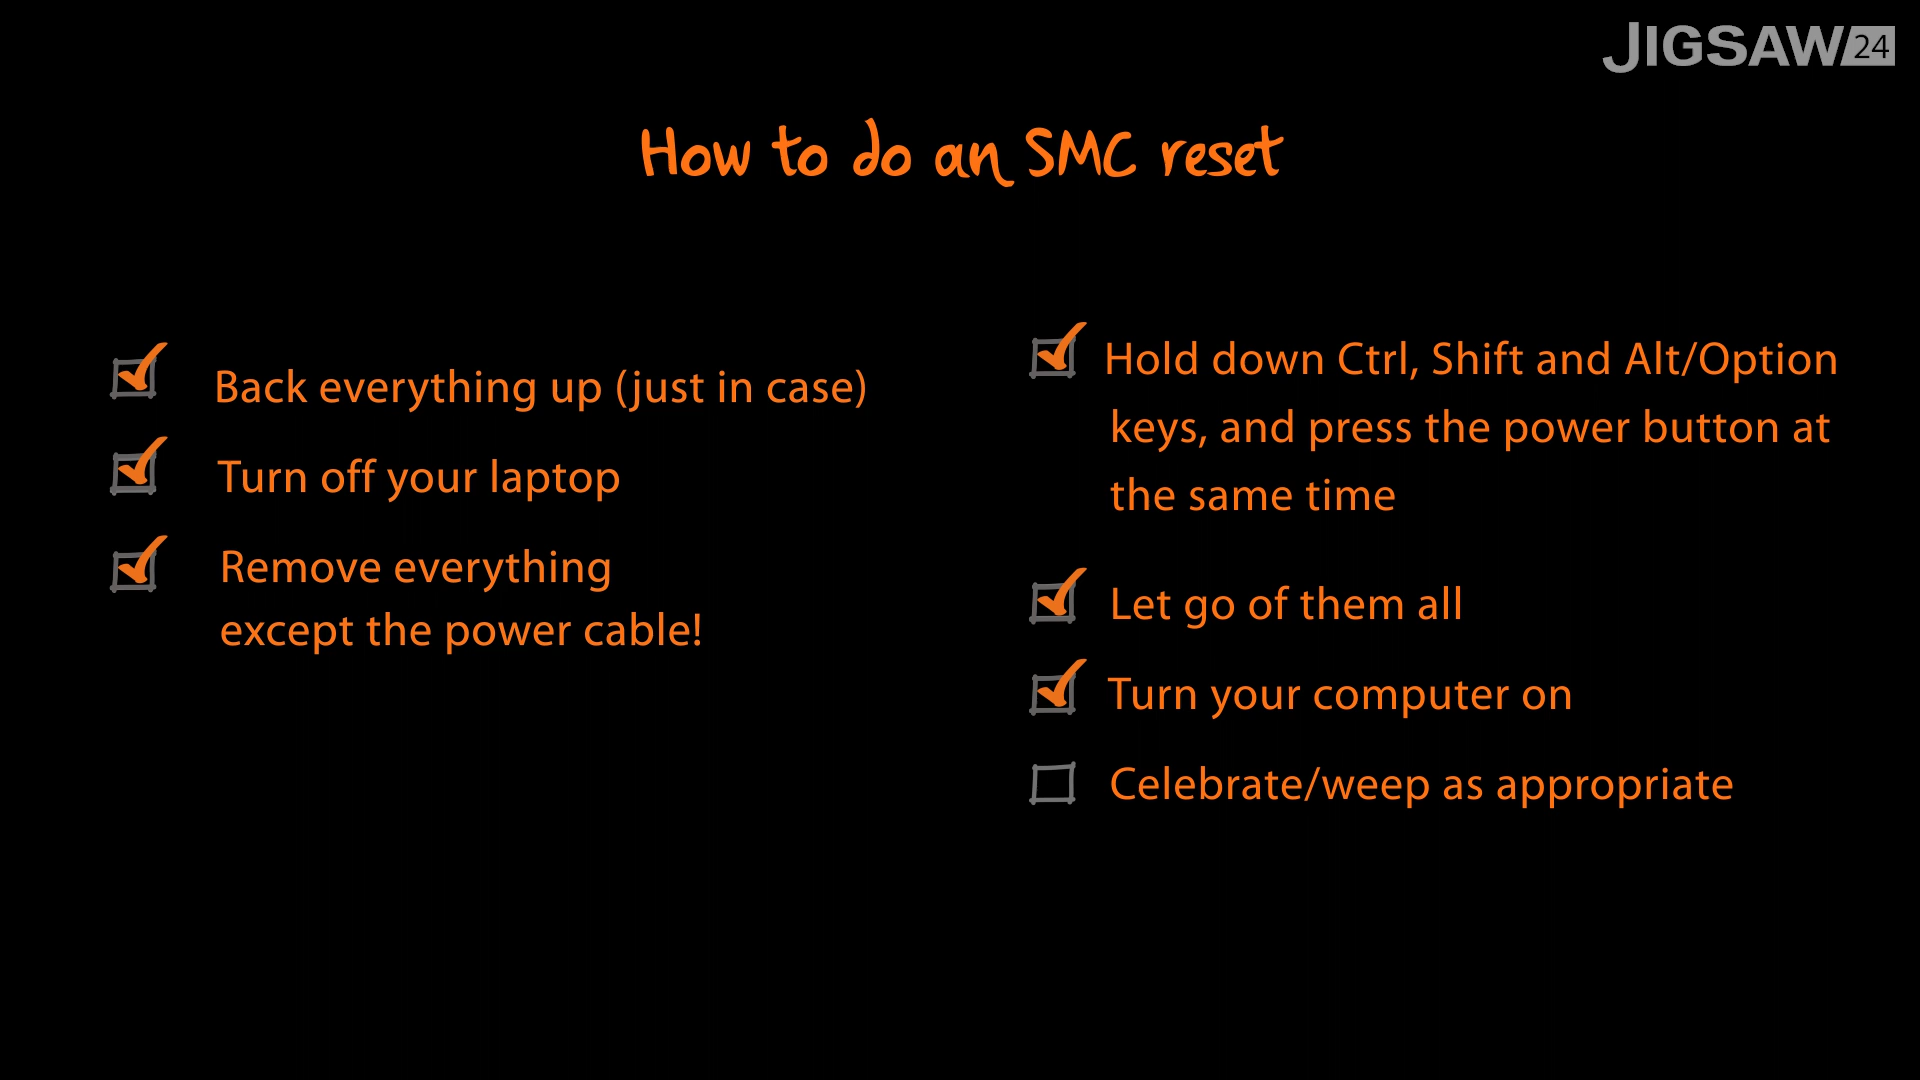 JIGSAW24
How to do an SMC reset
Back everything up (just in case)
Turn off your laptop
Remove everything
except the power cable!
Hold down Ctrl, Shift and Alt/Option
keys, and press the power button at
the same time
Let go of them all
Turn your computer on
Celebrate/weep as appropriate